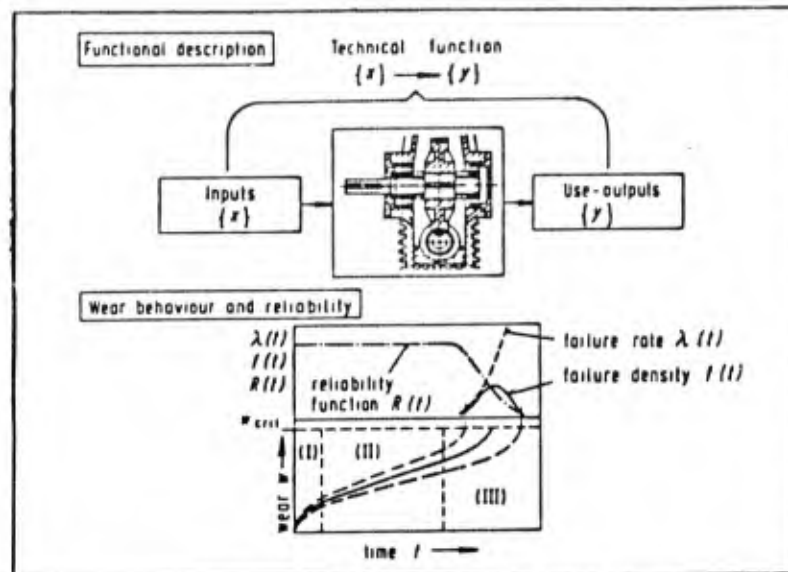 Functional description
Technical function
{x} → {y}
Inputs
{x}
Use-outputs
{y}
Wear behaviour and reliability
λ(t)
f(t)
R(t)
failure rate λ(t)
failure density f(t)
reliability
function R(t)
w crit
(I)
(II)
(III)
wear w
time t